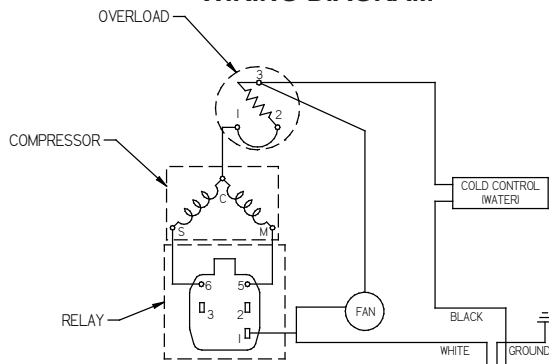 WIRING DIAGRAM
OVERLOAD
3
1 2
COMPRESSOR
C
S M
COLD CONTROL
(WATER)
6 5
3 2
1
RELAY
FAN
BLACK
WHITE GROUND